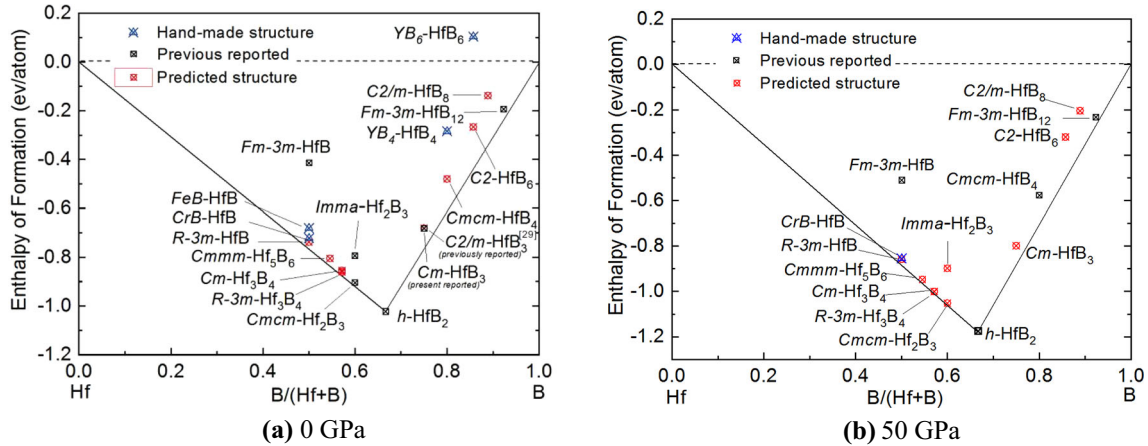 0.2
0.0
-0.2
-0.4
-0.6
-0.8
-1.0
-1.2
Enthalpy of Formation (ev/atom)
Hand-made structure
Previous reported
Predicted structure
YB6-HfB6
C2/m-HfB8
Fm-3m-HfB12
YB4-HfB4
Fm-3m-HfB
C2-HfB6
FeB-HfB
CrB-HfB
R-3m-HfB
Imma-Hf2B3
Cmcm-HfB4
C2/m-HfB3[29]
(previously reported)
Cmmm-Hf5B6
Cm-Hf3B4
Cm-HfB3
(present reported)
R-3m-Hf3B4
Cmcm-Hf2B3
h-HfB2
0.0 0.2 0.4 0.6 0.8 1.0
Hf B/(Hf+B) B
(a) 0 GPa
0.2
0.0
-0.2
-0.4
-0.6
-0.8
-1.0
-1.2
Enthalpy of Formation (ev/atom)
Hand-made structure
Previous reported
Predicted structure
C2/m-HfB8
Fm-3m-HfB12
C2-HfB6
Fm-3m-HfB
Cmcm-HfB4
CrB-HfB
Imma-Hf2B3
R-3m-HfB
Cm-HfB3
Cmmm-Hf5B6
Cm-Hf3B4
R-3m-Hf3B4
Cmcm-Hf2B3
h-HfB2
0.0 0.2 0.4 0.6 0.8 1.0
Hf B/(Hf+B) B
(b) 50 GPa